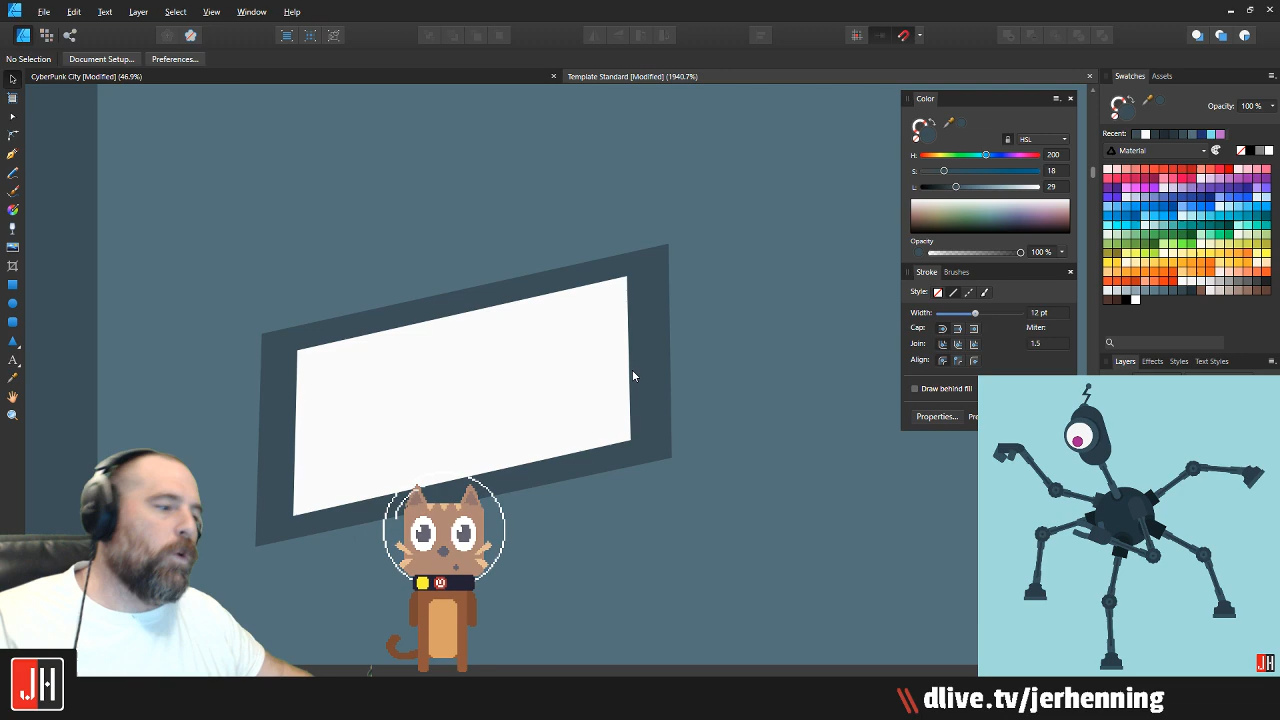 File Edit Text Layer Select View Window Help
No Selection Document Setup... Preferences...
CyberPunk City [Modified] (46.9%)
Template Standard [Modified] (1940.7%)
Color
HSL
H: 200
S: 18
L: 29
Opacity
100 %
Stroke Brushes
Style:
Width: 12 pt
Cap: Miter:
Join: 1.5
Align:
Draw behind fill
Properties...
Swatches Assets
Opacity: 100 %
Recent:
Material
Layers Effects Styles Text Styles
JH
JH
dlive.tv/jerhenning